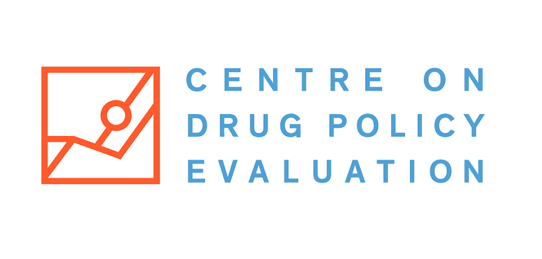 CENTRE ON
DRUG POLICY
EVALUATION